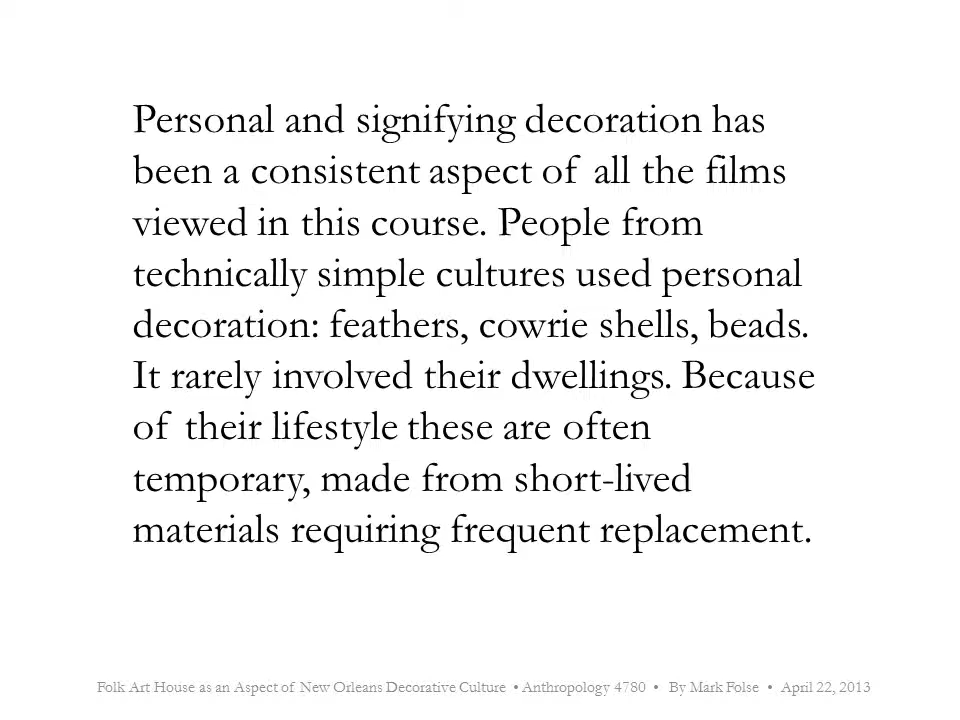 Personal and signifying decoration has
been a consistent aspect of all the films
viewed in this course. People from
technically simple cultures used personal
decoration: feathers, cowrie shells, beads.
It rarely involved their dwellings. Because
of their lifestyle these are often
temporary, made from short-lived
materials requiring frequent replacement.
Folk Art House as an Aspect of New Orleans Decorative Culture • Anthropology 4780 • By Mark Folse • April 22, 2013